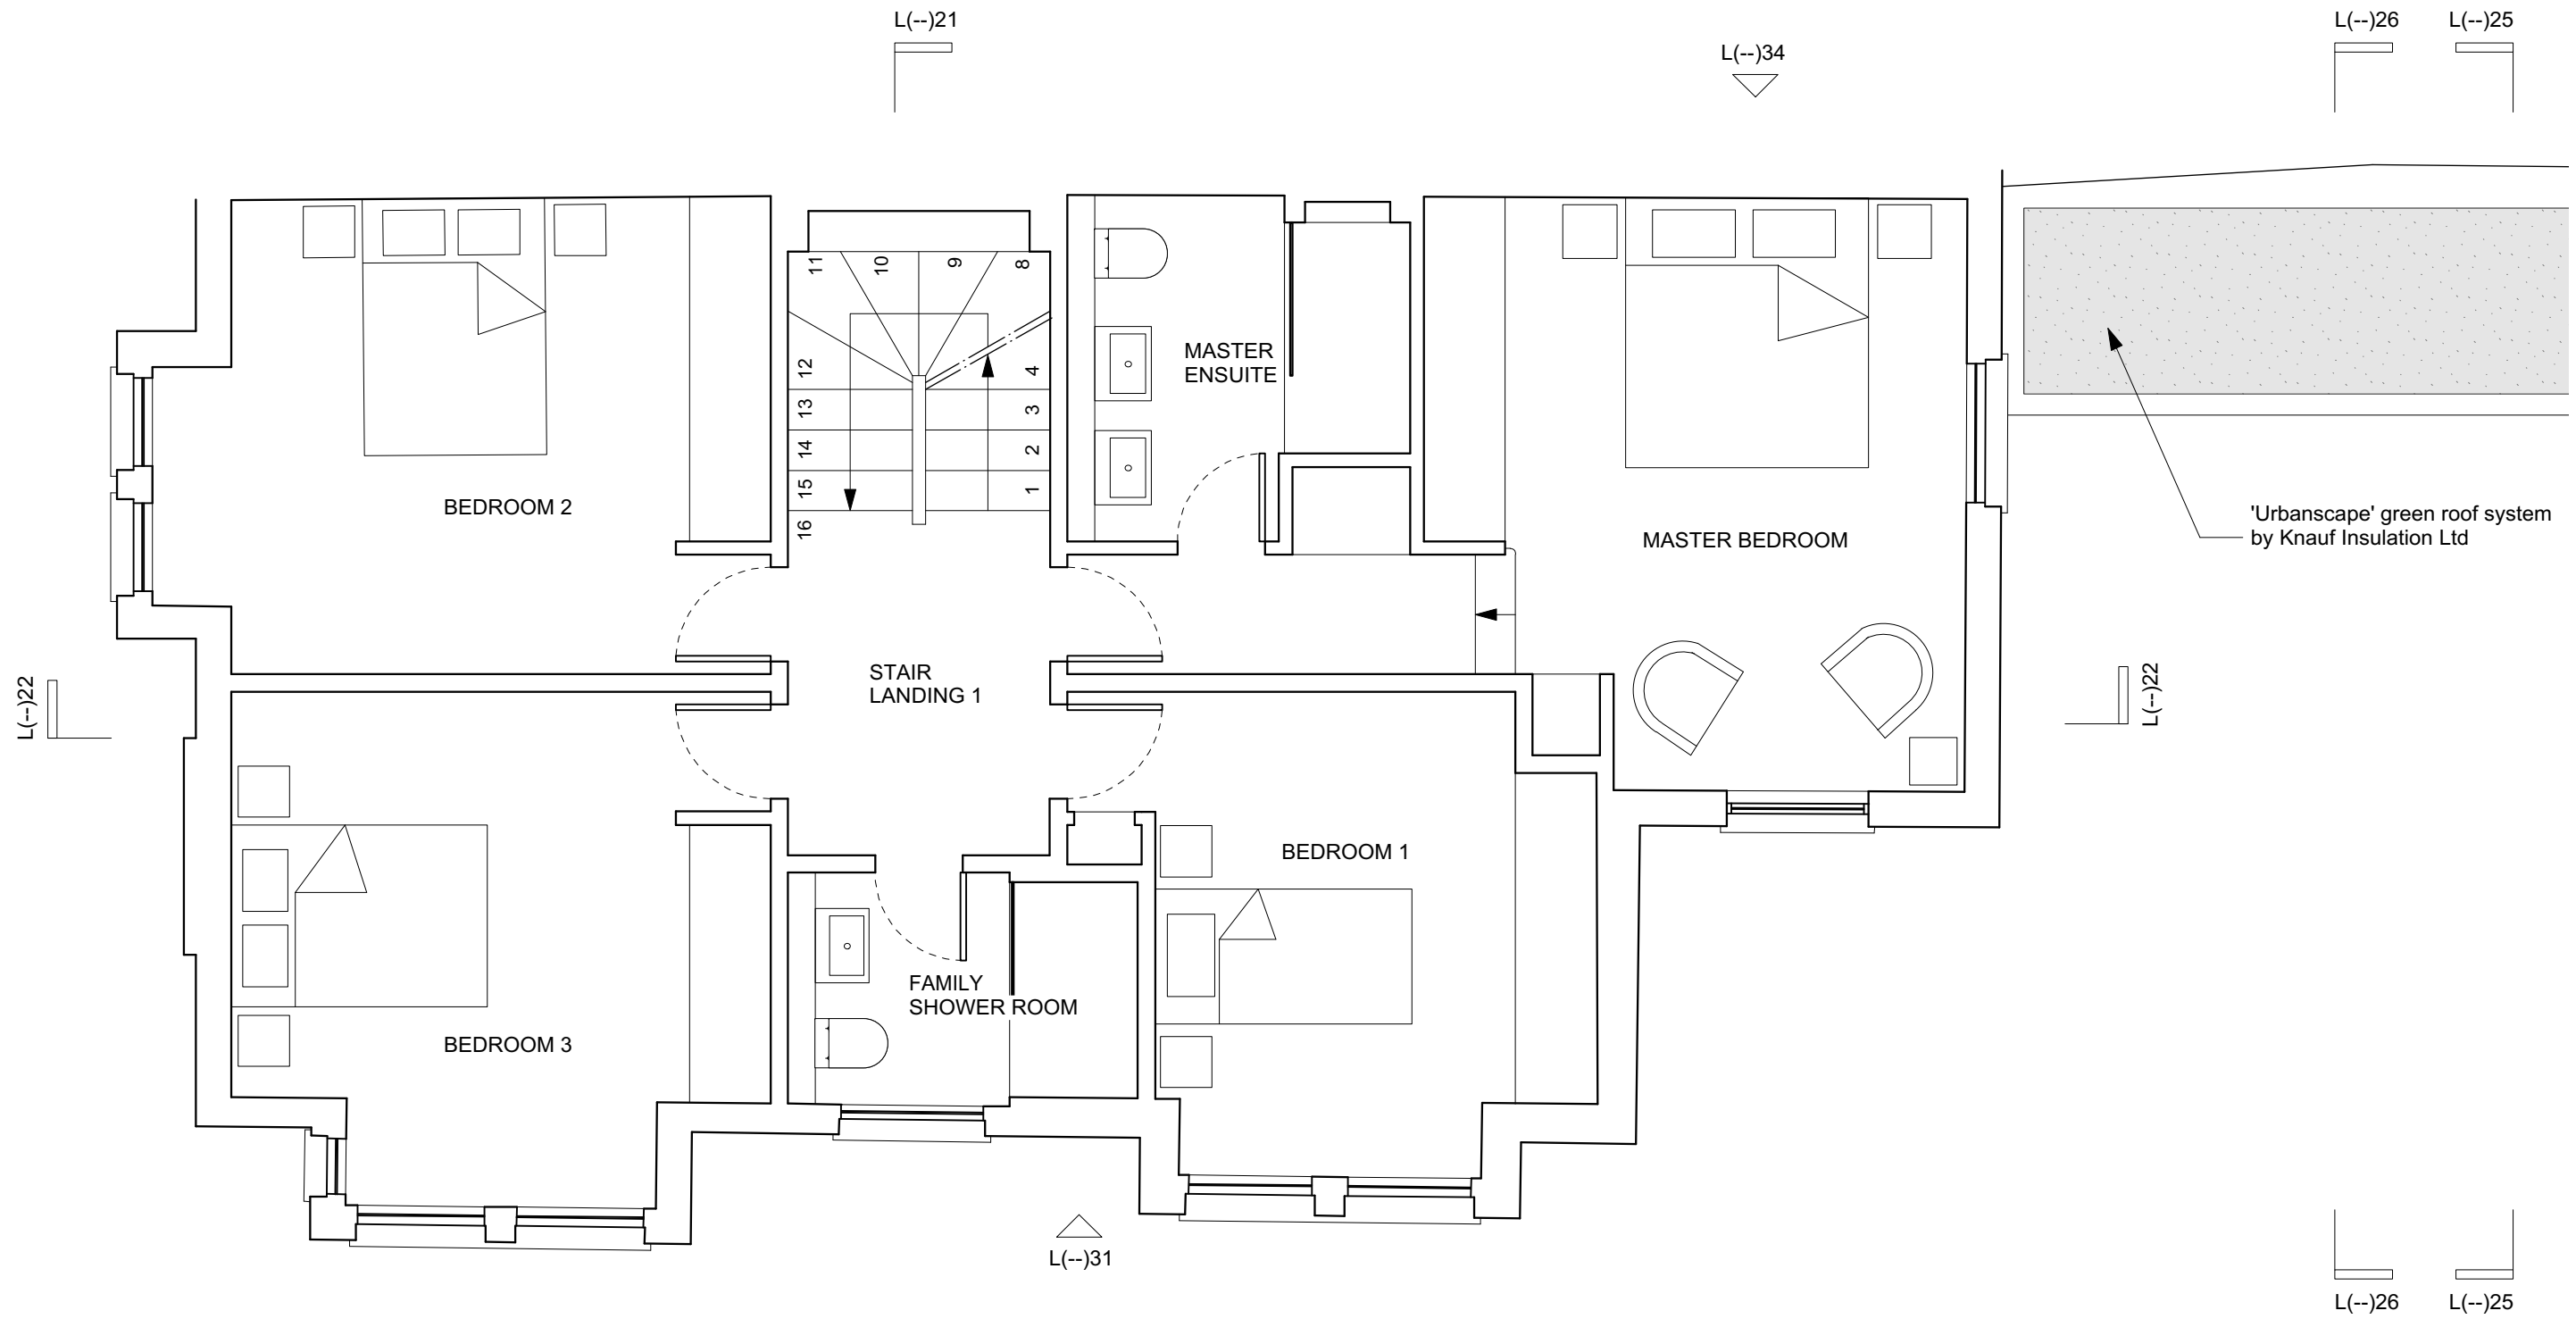 L(--)21
L(--)34
L(--)26
L(--)25
11
10
9
8
12
13
14
15
16
4
3
2
1
MASTER
ENSUITE
BEDROOM 2
MASTER BEDROOM
'Urbanscape' green roof system
by Knauf Insulation Ltd
L(--)22
STAIR
LANDING 1
L(--)22
BEDROOM 1
FAMILY
SHOWER ROOM
BEDROOM 3
L(--)31
L(--)26
L(--)25